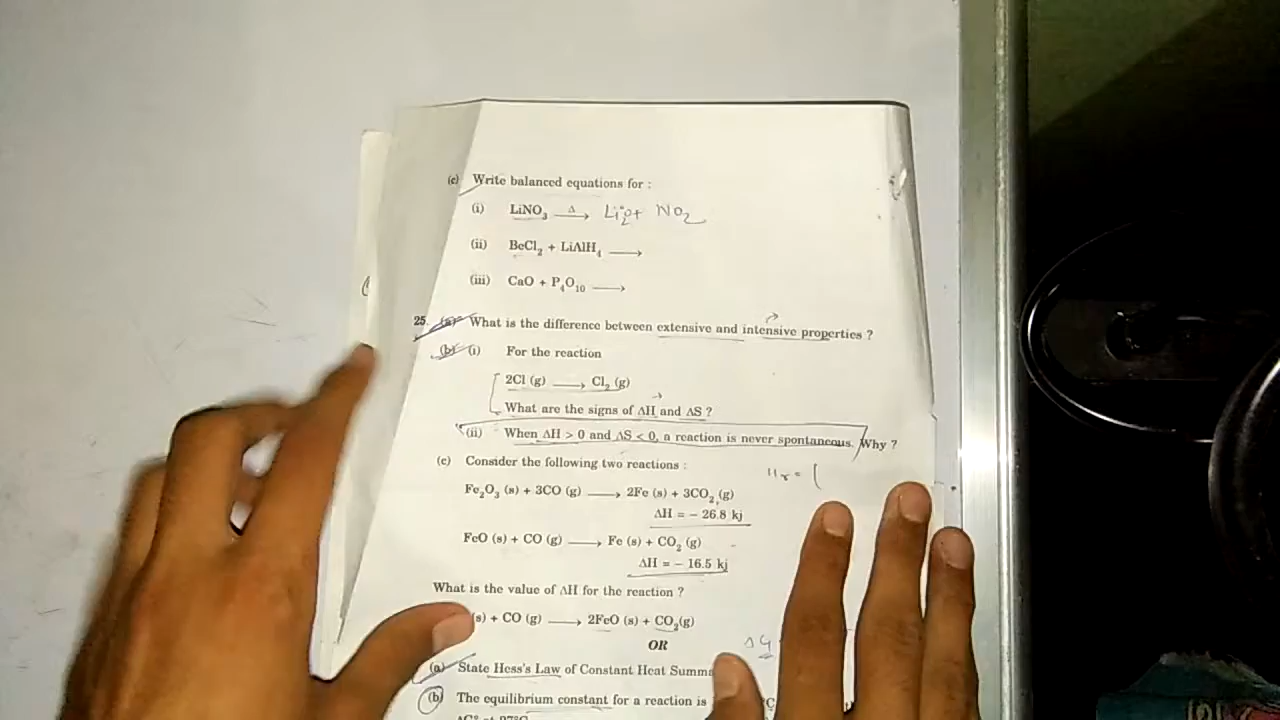 (c) Write balanced equations for :
(i) LiNO₃ —Δ→ Li₂O+ NO₂
(ii) BeCl₂ + LiAlH₄ ⟶
(iii) CaO + P₄O₁₀ ⟶
25. (a) What is the difference between extensive and intensive properties ?
(b) (i) For the reaction
2Cl (g) ⟶ Cl₂ (g)
What are the signs of ΔH and ΔS ?
(ii) When ΔH > 0 and ΔS < 0, a reaction is never spontaneous. Why ?
(c) Consider the following two reactions :
Fe₂O₃ (s) + 3CO (g) ⟶ 2Fe (s) + 3CO₂ (g)
ΔH = – 26.8 kj
FeO (s) + CO (g) ⟶ Fe (s) + CO₂ (g)
ΔH = – 16.5 kj
What is the value of ΔH for the reaction ?
(s) + CO (g) ⟶ 2FeO (s) + CO₂(g)
OR
(a) State Hess's Law of Constant Heat Summa
(b) The equilibrium constant for a reaction is